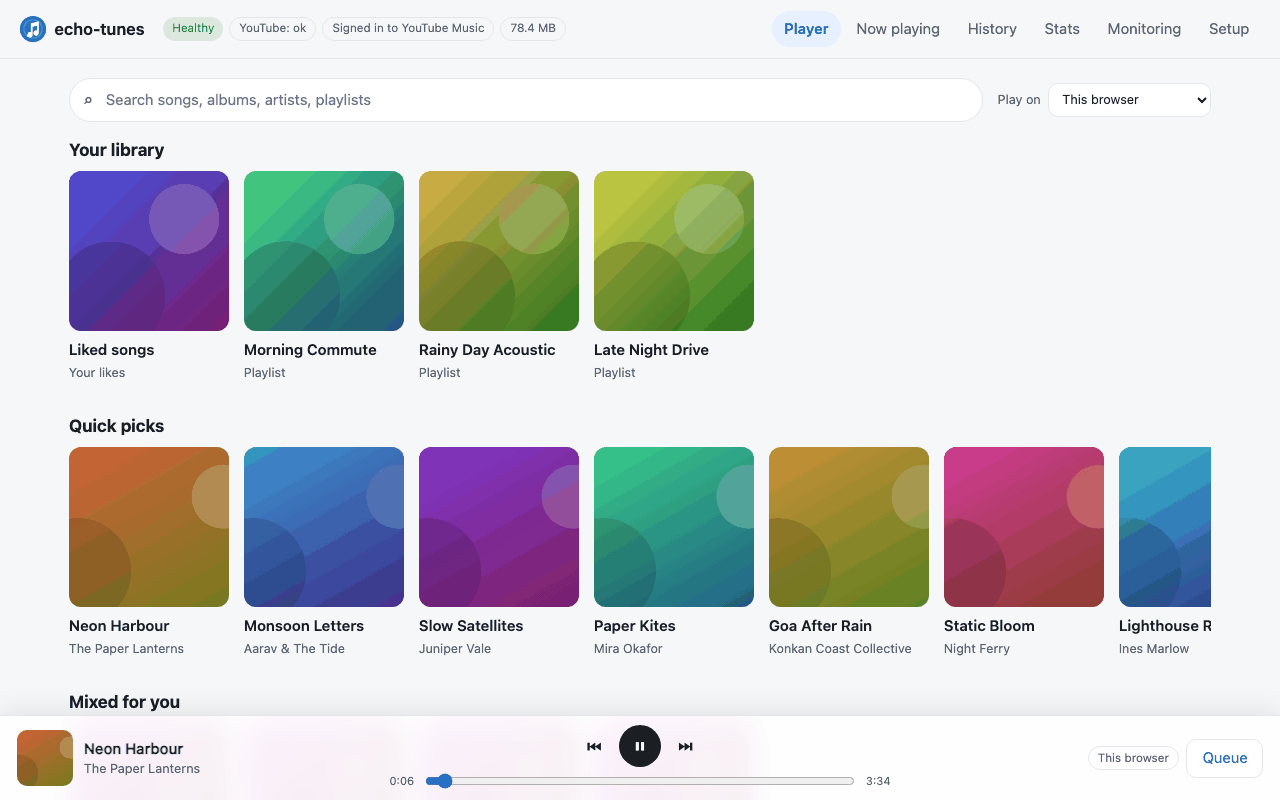 echo-tunes
Healthy
YouTube: ok
Signed in to YouTube Music
78.4 MB
Player
Now playing
History
Stats
Monitoring
Setup
Search songs, albums, artists, playlists
Play on
This browser
Your library
Liked songs
Your likes
Morning Commute
Playlist
Rainy Day Acoustic
Playlist
Late Night Drive
Playlist
Quick picks
Neon Harbour
The Paper Lanterns
Monsoon Letters
Aarav & The Tide
Slow Satellites
Juniper Vale
Paper Kites
Mira Okafor
Goa After Rain
Konkan Coast Collective
Static Bloom
Night Ferry
Lighthouse R
Ines Marlow
Mixed for you
Neon Harbour
The Paper Lanterns
0:06
3:34
This browser
Queue